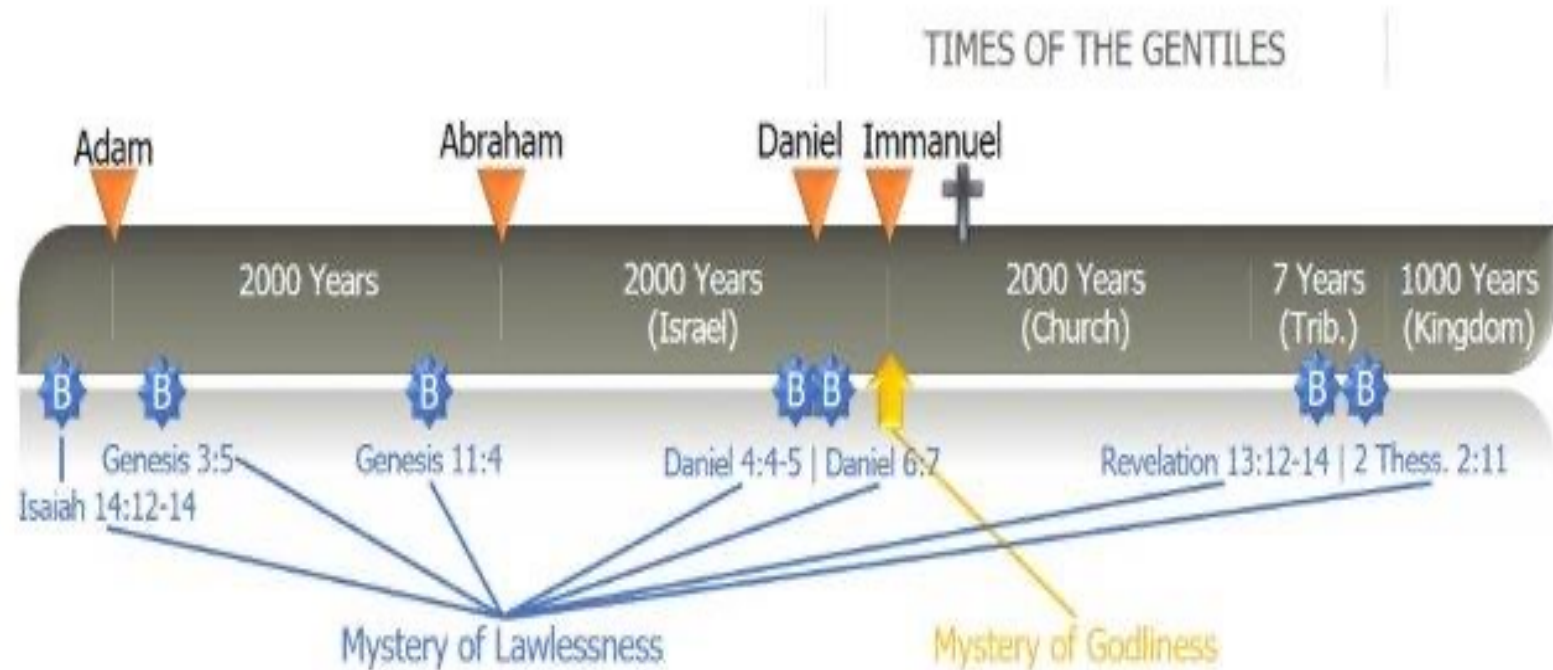 TIMES OF THE GENTILES
Adam
Abraham
Daniel
Immanuel
2000 Years
2000 Years
(Israel)
2000 Years
(Church)
7 Years
(Trib.)
1000 Years
(Kingdom)
B
B
B
B
B
B
B
Genesis 3:5
Genesis 11:4
Daniel 4:4-5 | Daniel 6:7
Revelation 13:12-14 | 2 Thess. 2:11
Isaiah 14:12-14
Mystery of Lawlessness
Mystery of Godliness